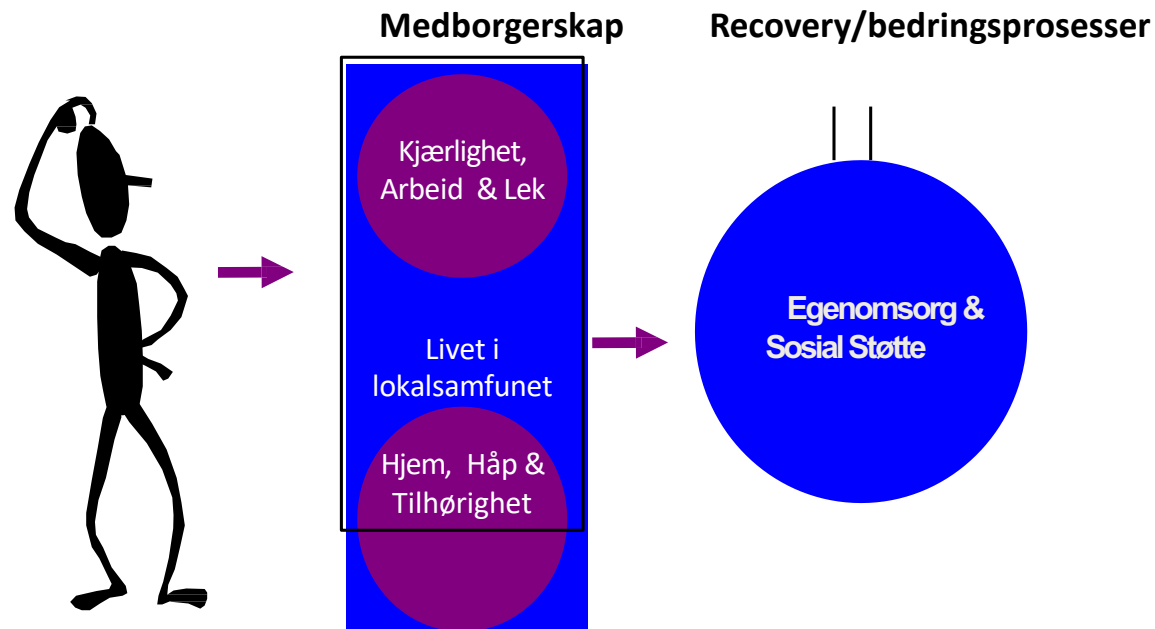 Medborgerskap
Recovery/bedringsprosesser
Kjærlighet,
Arbeid & Lek
Livet i
lokalsamfunet
Hjem, Håp &
Tilhørighet
Egenomsorg &
Sosial Støtte